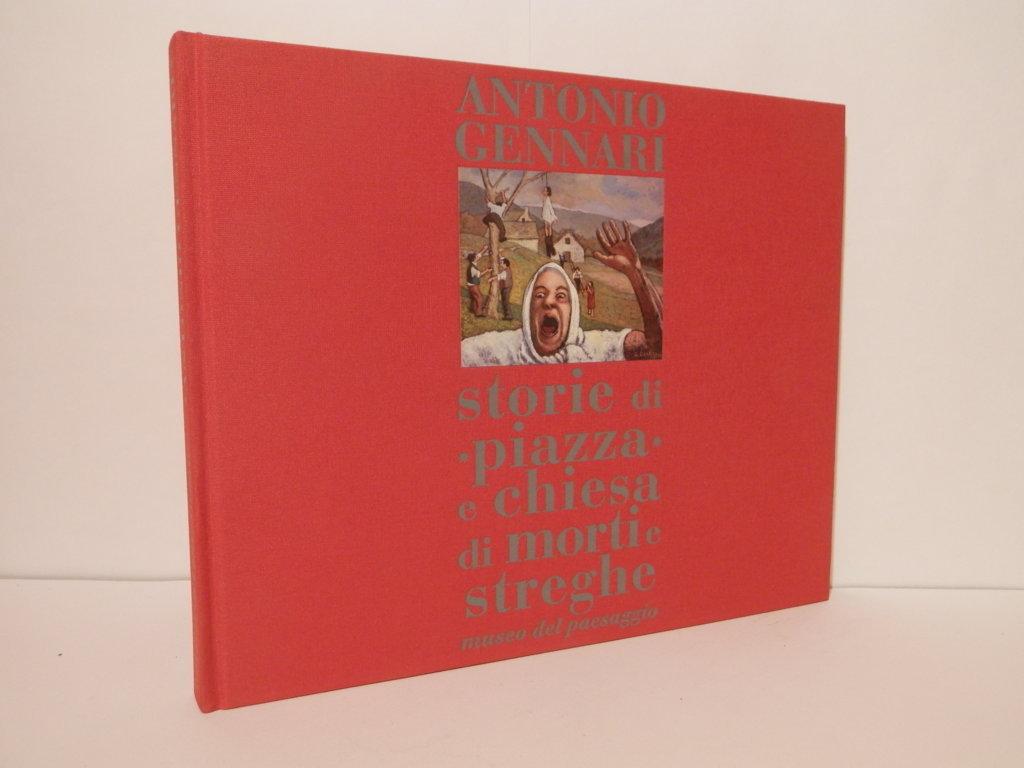 ANTONIO
GENNARI
storie di
·piazza·
e chiesa
di morti e
streghe
museo del paesaggio